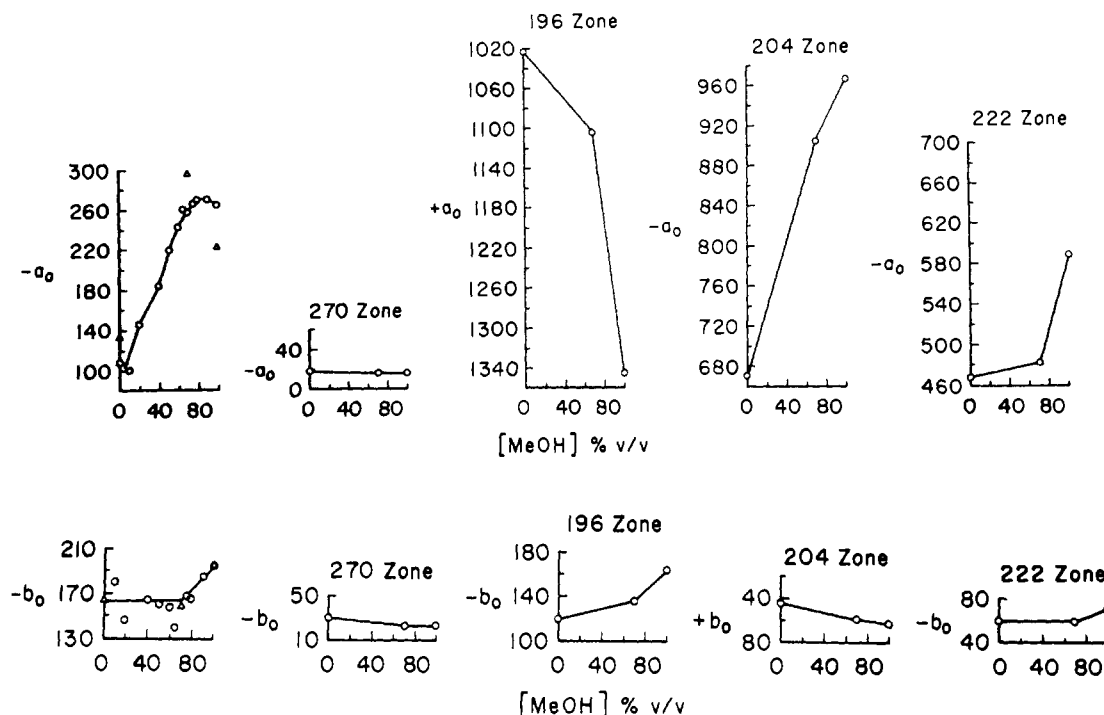 196 Zone
1020
1060
1100
1140
1180
1220
1260
1300
1340
+a₀
0 40 80
204 Zone
960
920
880
840
800
760
720
680
-a₀
0 40 80
222 Zone
700
660
620
580
540
500
460
-a₀
0 40 80
300
260
220
180
140
100
-a₀
0 40 80
270 Zone
40
0
-a₀
0 40 80
[MeOH] % v/v
210
170
130
-b₀
0 40 80
270 Zone
50
10
-b₀
0 40 80
196 Zone
180
140
100
-b₀
0 40 80
204 Zone
40
80
+b₀
0 40 80
222 Zone
80
40
-b₀
0 40 80
[MeOH] % v/v